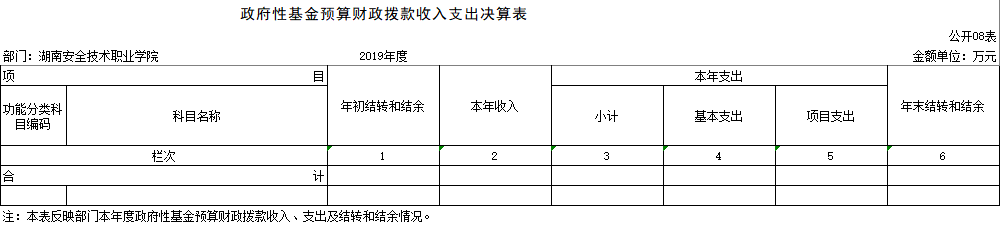 政府性基金预算财政拨款收入支出决算表
公开08表
部门：湖南安全技术职业学院 2019年度 金额单位：万元
项 目 年初结转和结余 本年收入 本年支出 年末结转和结余
功能分类科目编码 科目名称 小计 基本支出 项目支出
栏次 1 2 3 4 5 6
合 计
注：本表反映部门本年度政府性基金预算财政拨款收入、支出及结转和结余情况。